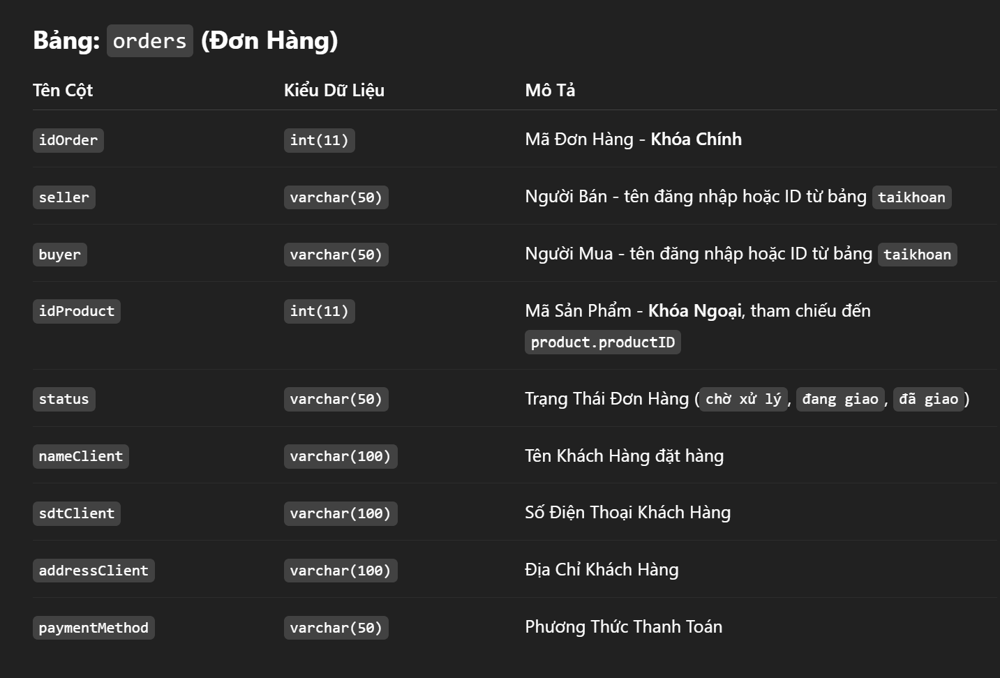 Bảng: orders (Đơn Hàng)
Tên Cột Kiểu Dữ Liệu Mô Tả
idOrder int(11) Mã Đơn Hàng - Khóa Chính
seller varchar(50) Người Bán - tên đăng nhập hoặc ID từ bảng taikhoan
buyer varchar(50) Người Mua - tên đăng nhập hoặc ID từ bảng taikhoan
idProduct int(11) Mã Sản Phẩm - Khóa Ngoại, tham chiếu đến
product.productID
status varchar(50) Trạng Thái Đơn Hàng (chờ xử lý, đang giao, đã giao)
nameClient varchar(100) Tên Khách Hàng đặt hàng
sdtClient varchar(100) Số Điện Thoại Khách Hàng
addressClient varchar(100) Địa Chỉ Khách Hàng
paymentMethod varchar(50) Phương Thức Thanh Toán